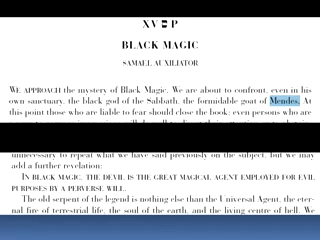 XV פ P
BLACK MAGIC
SAMAEL AUXILIATOR
WE APPROACH the mystery of Black Magic. We are about to confront, even in his
own sanctuary, the black god of the Sabbath, the formidable goat of Mendes. At
this point those who are liable to fear should close the book; even persons who are
unnecessary to repeat what we have said previously on the subject, but we may
add a further revelation:
IN BLACK MAGIC, THE DEVIL IS THE GREAT MAGICAL AGENT EMPLOYED FOR EVIL
PURPOSES BY A PERVERSE WILL.
The old serpent of the legend is nothing else than the Universal Agent, the eter-
nal fire of terrestrial life, the soul of the earth, and the living centre of hell. We